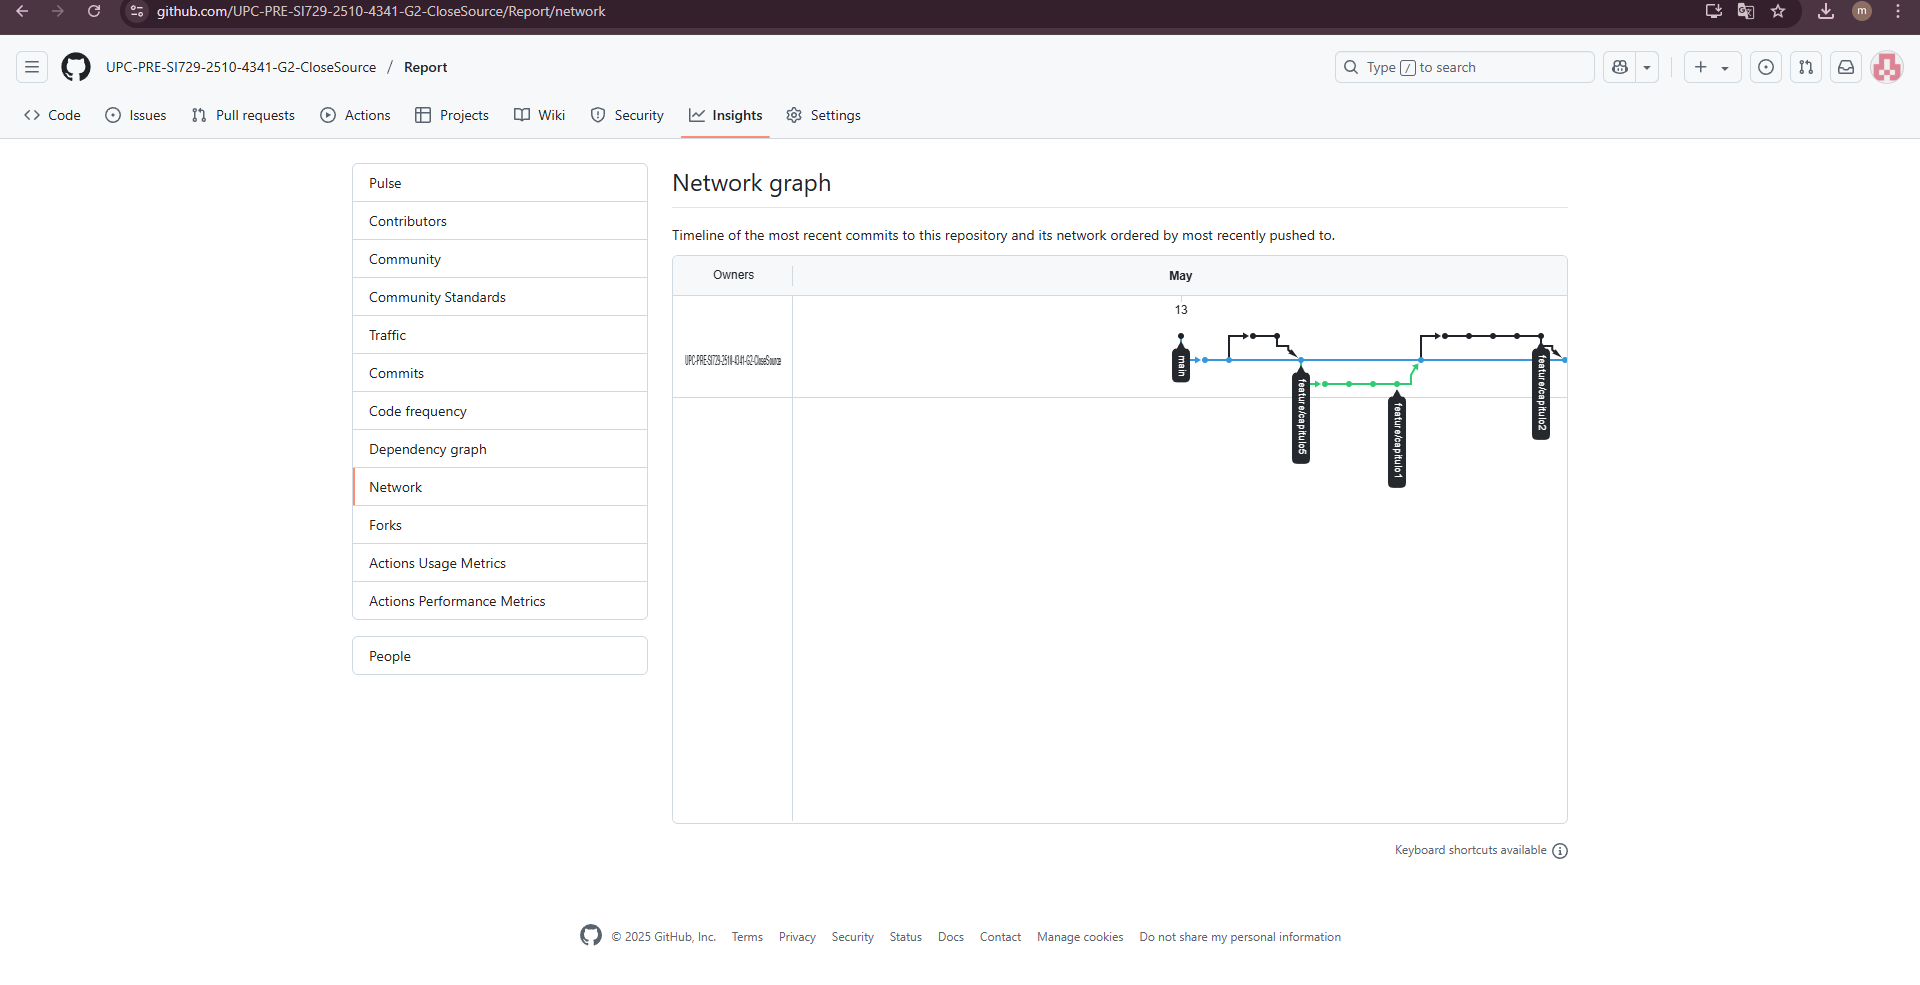 github.com/UPC-PRE-SI729-2510-4341-G2-CloseSource/Report/network
m
UPC-PRE-SI729-2510-4341-G2-CloseSource / Report
Type / to search
Code Issues Pull requests Actions Projects Wiki Security Insights Settings
Pulse
Contributors
Community
Community Standards
Traffic
Commits
Code frequency
Dependency graph
Network
Forks
Actions Usage Metrics
Actions Performance Metrics
People
Network graph
Timeline of the most recent commits to this repository and its network ordered by most recently pushed to.
Owners
May
13
UPC-PRE-SI729-2510-4341-G2-CloseSource
main
feature/capitulo5
feature/capitulo1
feature/capitulo2
Keyboard shortcuts available
© 2025 GitHub, Inc. Terms Privacy Security Status Docs Contact Manage cookies Do not share my personal information